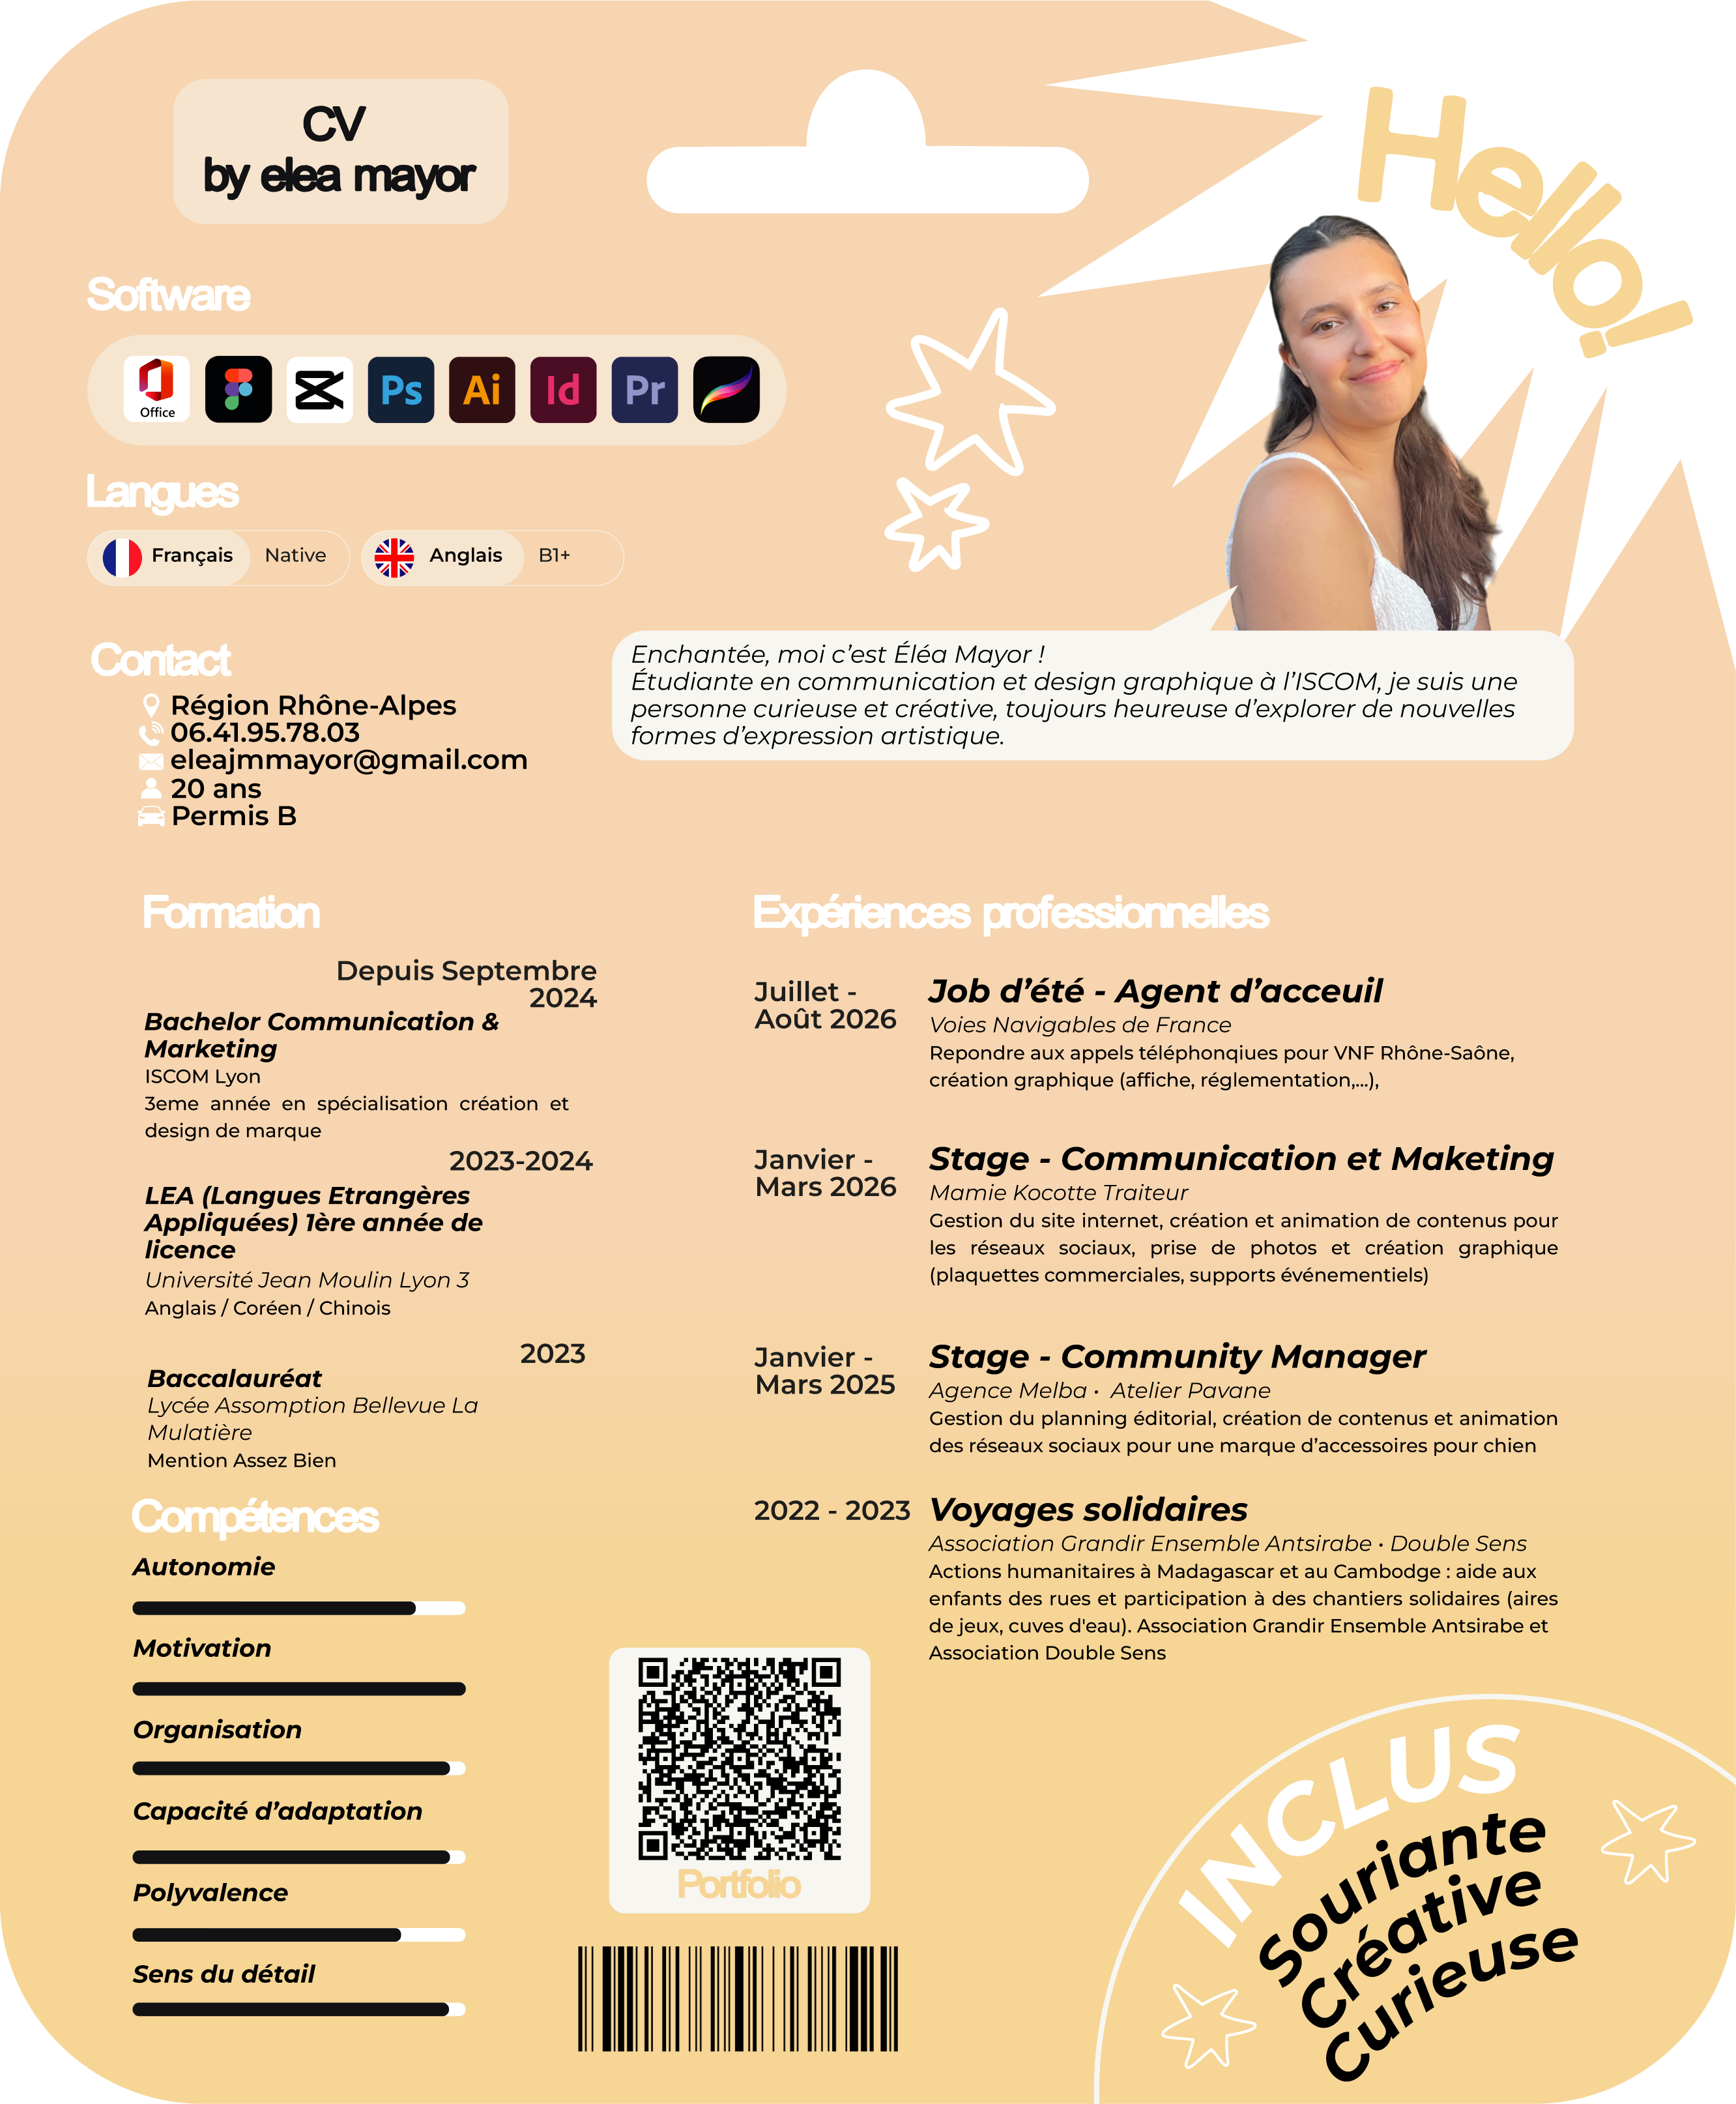 CV
by elea mayor
Hello!
Software
Office
Ps
Ai
Id
Pr
Langues
Français Native
Anglais B1+
Contact
Région Rhône-Alpes
06.41.95.78.03
eleajmmayor@gmail.com
20 ans
Permis B
Enchantée, moi c’est Éléa Mayor !
Étudiante en communication et design graphique à l’ISCOM, je suis une
personne curieuse et créative, toujours heureuse d’explorer de nouvelles
formes d’expression artistique.
Formation
Depuis Septembre
2024
Bachelor Communication &
Marketing
ISCOM Lyon
3eme année en spécialisation création et
design de marque
2023-2024
LEA (Langues Etrangères
Appliquées) 1ère année de
licence
Université Jean Moulin Lyon 3
Anglais / Coréen / Chinois
2023
Baccalauréat
Lycée Assomption Bellevue La
Mulatière
Mention Assez Bien
Compétences
Autonomie
Motivation
Organisation
Capacité d’adaptation
Polyvalence
Sens du détail
Expériences professionnelles
Juillet -
Août 2026
Job d’été - Agent d’acceuil
Voies Navigables de France
Repondre aux appels téléphonqiues pour VNF Rhône-Saône,
création graphique (affiche, réglementation,...),
Janvier -
Mars 2026
Stage - Communication et Maketing
Mamie Kocotte Traiteur
Gestion du site internet, création et animation de contenus pour
les réseaux sociaux, prise de photos et création graphique
(plaquettes commerciales, supports événementiels)
Janvier -
Mars 2025
Stage - Community Manager
Agence Melba • Atelier Pavane
Gestion du planning éditorial, création de contenus et animation
des réseaux sociaux pour une marque d’accessoires pour chien
2022 - 2023
Voyages solidaires
Association Grandir Ensemble Antsirabe • Double Sens
Actions humanitaires à Madagascar et au Cambodge : aide aux
enfants des rues et participation à des chantiers solidaires (aires
de jeux, cuves d'eau). Association Grandir Ensemble Antsirabe et
Association Double Sens
Portfolio
INCLUS
Souriante
Créative
Curieuse